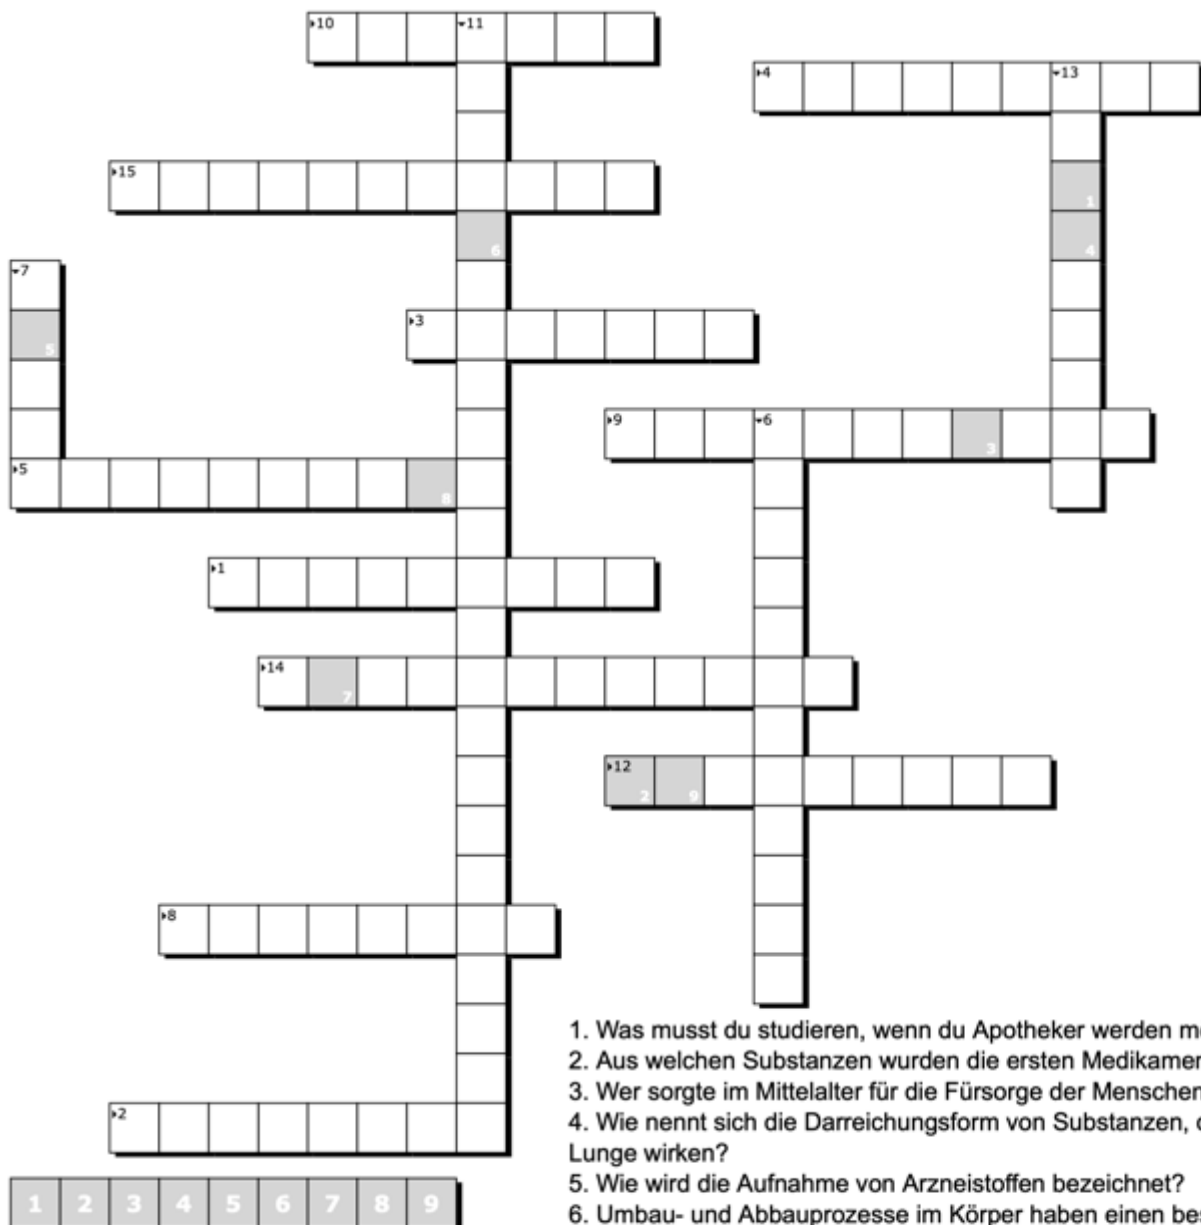 10 11
4 13
15
1
6
4
7
5
3
9 6
3
5
8
1
14
7
12
2 9
8
1. Was musst du studieren, wenn du Apotheker werden
2. Aus welchen Substanzen wurden die ersten
3. Wer sorgte im Mittelalter für die Fürsorge der Menschen
2
4. Wie nennt sich die Darreichungsform von Substanzen,
Lunge wirken?
1 2 3 4 5 6 7 8 9
5. Wie wird die Aufnahme von Arzneistoffen bezeichnet?
6. Umbau- und Abbauprozesse im Körper haben einen